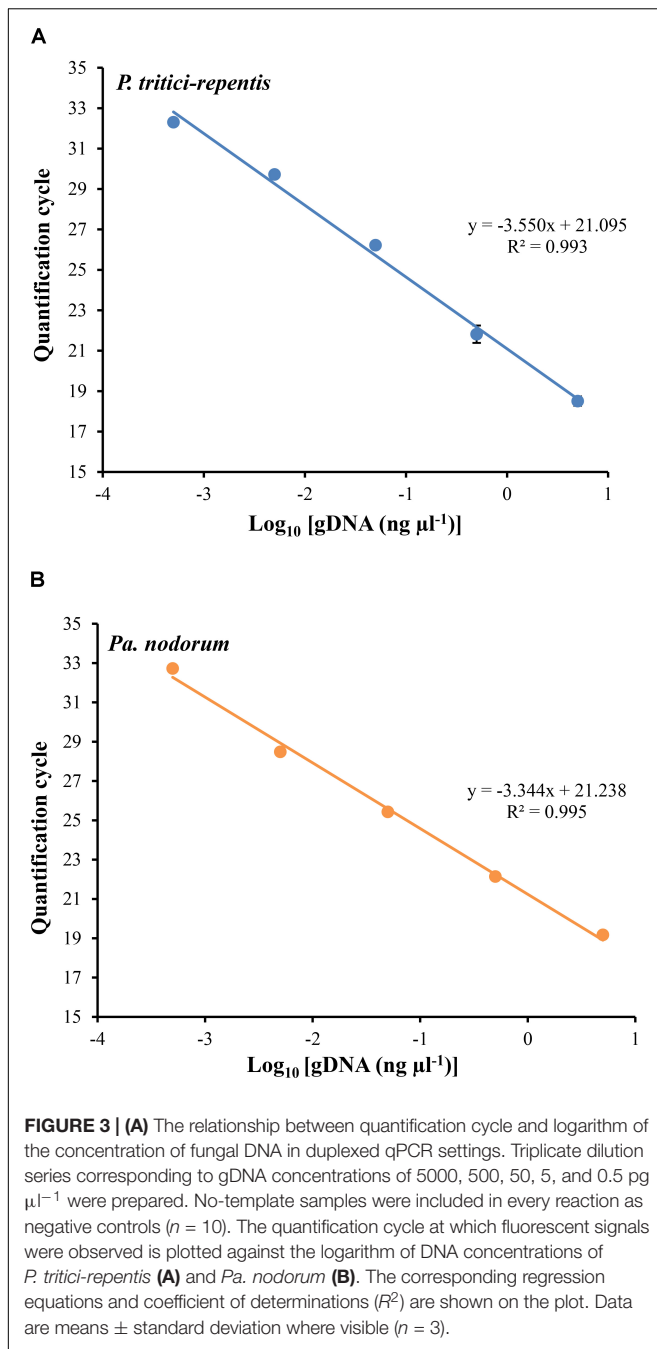 A
P. tritici-repentis
35
33
31
29
27
25
23
21
19
17
15
Quantification cycle
y = -3.550x + 21.095
R² = 0.993
-4 -3 -2 -1 0 1
Log₁₀ [gDNA (ng µl⁻¹)]
B
Pa. nodorum
35
33
31
29
27
25
23
21
19
17
15
Quantification cycle
y = -3.344x + 21.238
R² = 0.995
-4 -3 -2 -1 0 1
Log₁₀ [gDNA (ng µl⁻¹)]
FIGURE 3 | (A) The relationship between quantification cycle and logarithm of
the concentration of fungal DNA in duplexed qPCR settings. Triplicate dilution
series corresponding to gDNA concentrations of 5000, 500, 50, 5, and 0.5 pg
µl⁻¹ were prepared. No-template samples were included in every reaction as
negative controls (n = 10). The quantification cycle at which fluorescent signals
were observed is plotted against the logarithm of DNA concentrations of
P. tritici-repentis (A) and Pa. nodorum (B). The corresponding regression
equations and coefficient of determinations (R²) are shown on the plot. Data
are means ± standard deviation where visible (n = 3).